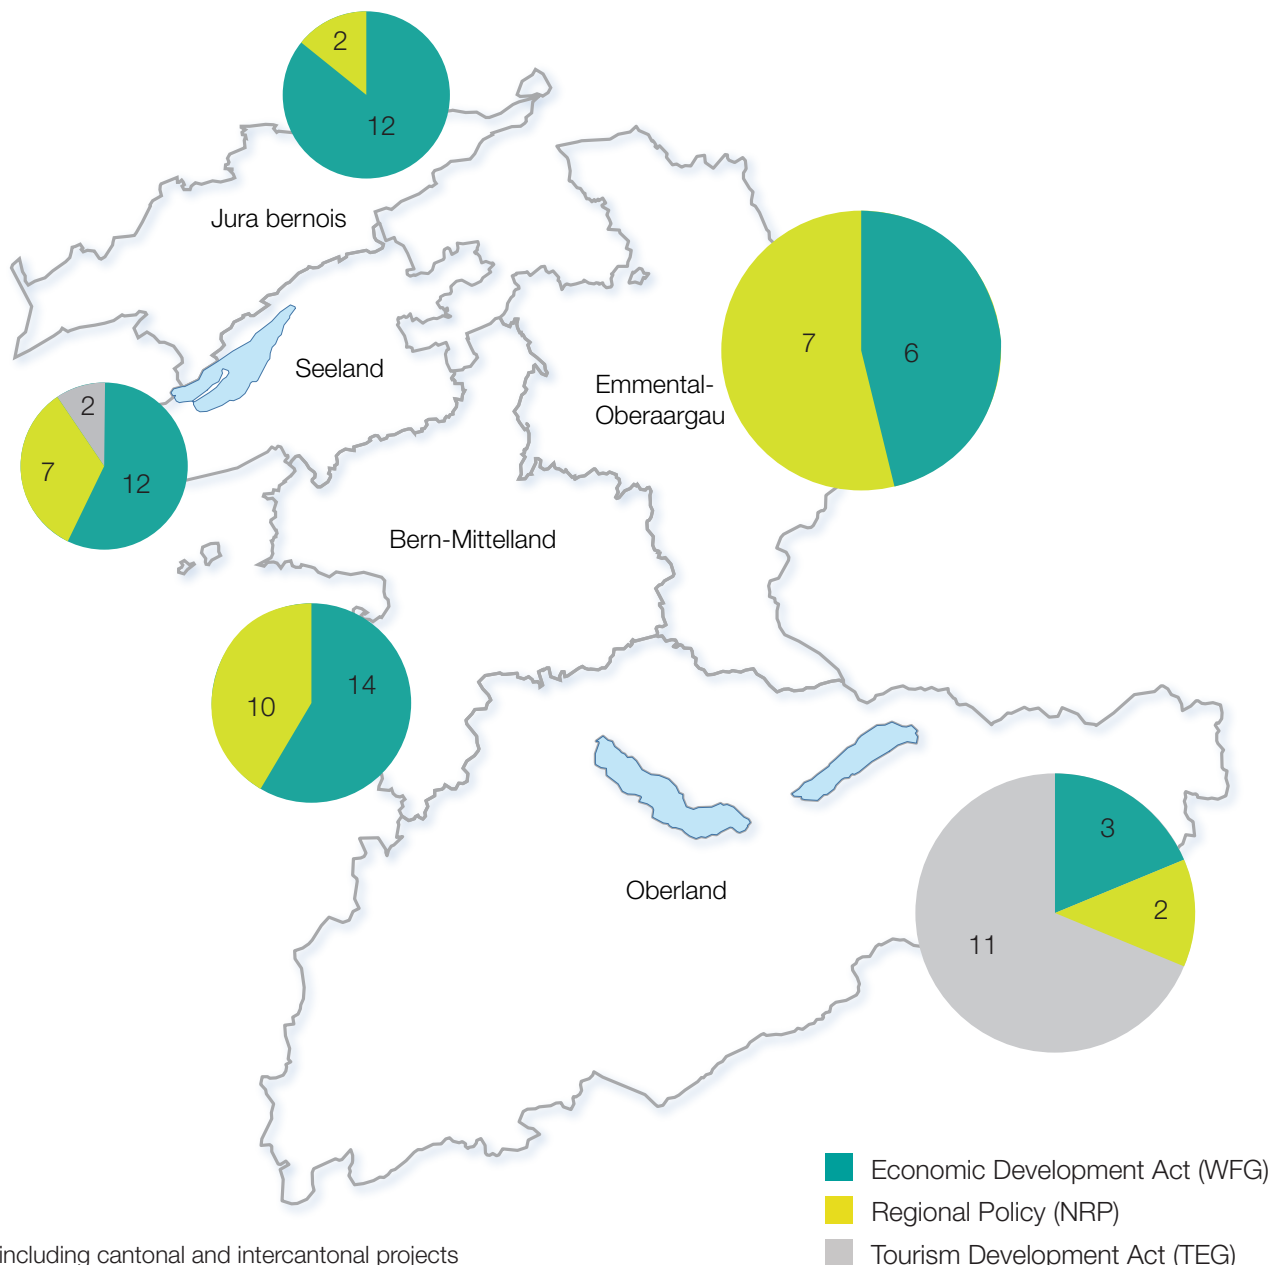 2
12
Jura bernois
7
6
Seeland
Emmental-
Oberaargau
2
7
12
Bern-Mittelland
10
14
3
2
11
Oberland
Economic Development Act (WFG)
Regional Policy (NRP)
Tourism Development Act (TEG)
including cantonal and intercantonal projects